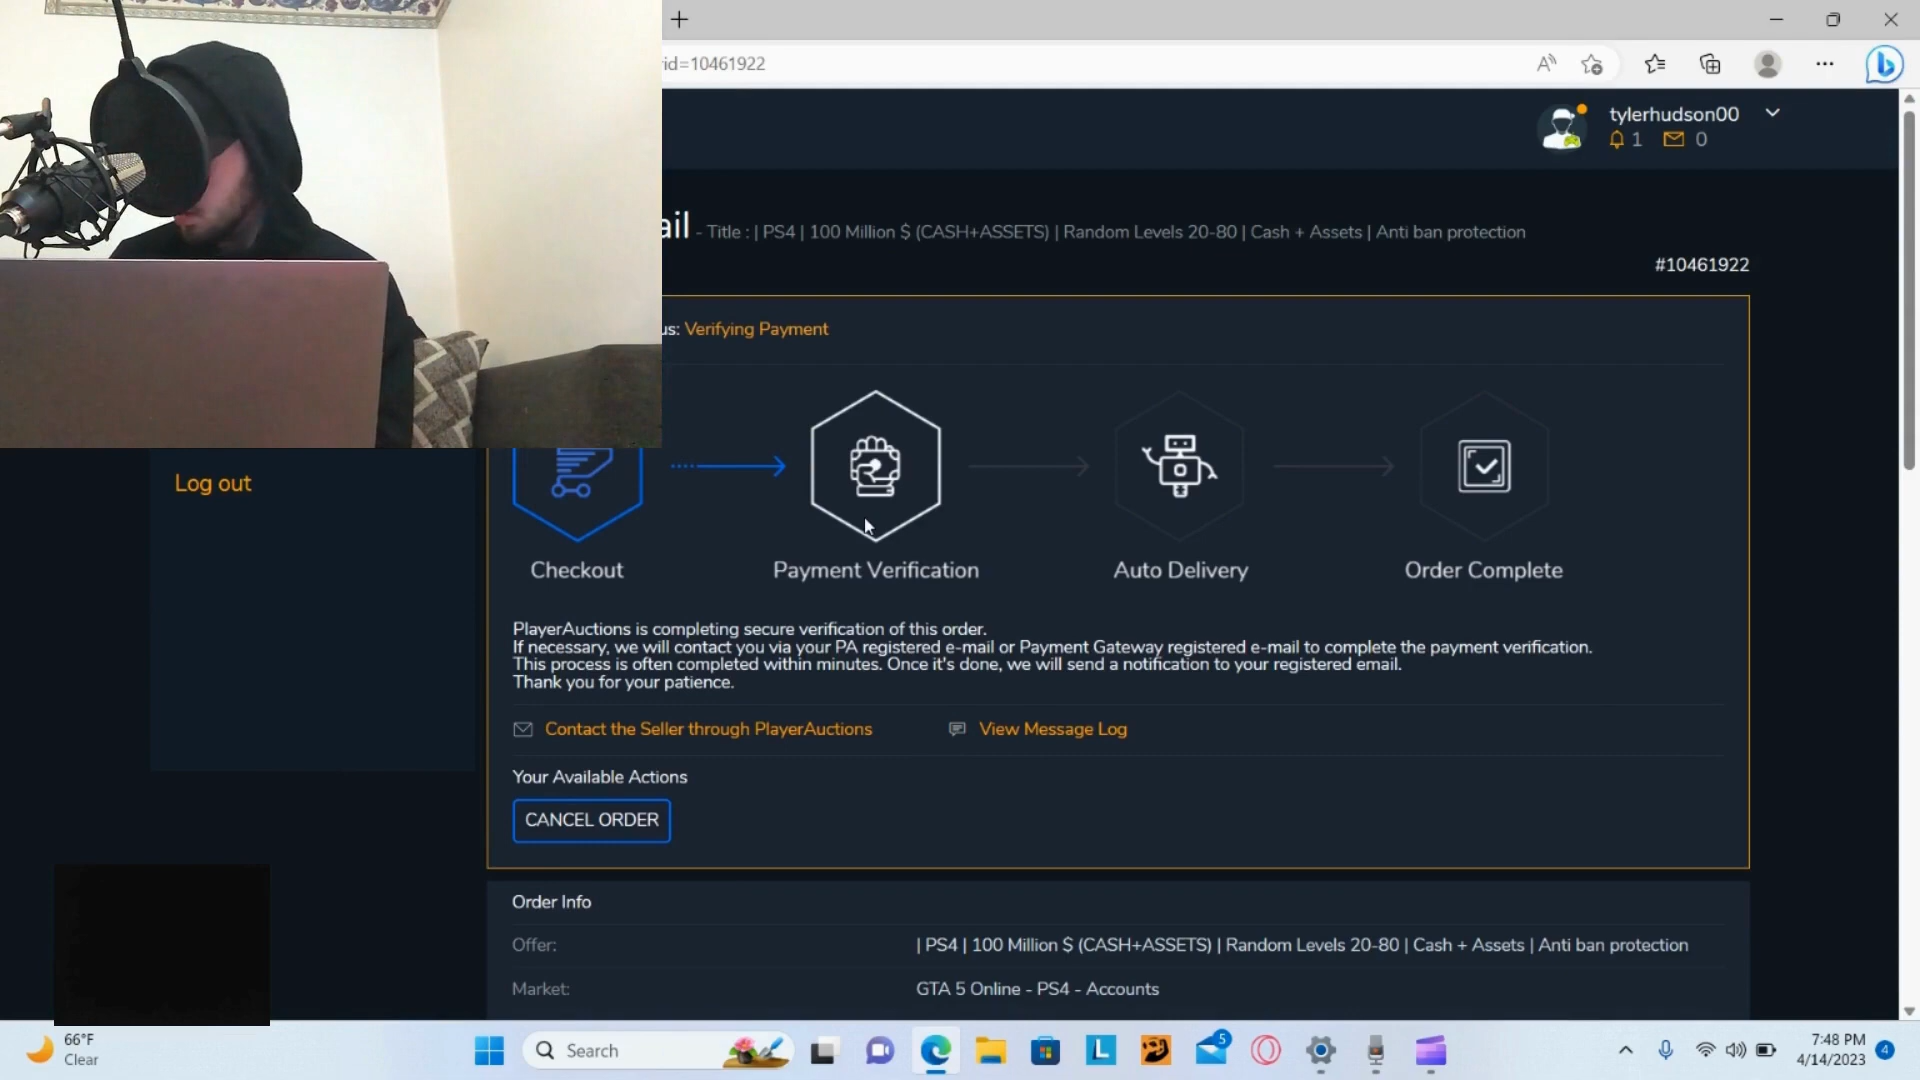 id=10461922
tylerhudson00
1
0
ail - Title : | PS4 | 100 Million $ (CASH+ASSETS) | Random Levels 20-80 | Cash + Assets | Anti ban protection
#10461922
us: Verifying Payment
Log out
Checkout
Payment Verification
Auto Delivery
Order Complete
PlayerAuctions is completing secure verification of this order.
If necessary, we will contact you via your PA registered e-mail or Payment Gateway registered e-mail to complete the payment verification.
This process is often completed within minutes. Once it's done, we will send a notification to your registered email.
Thank you for your patience.
Contact the Seller through PlayerAuctions
View Message Log
Your Available Actions
CANCEL ORDER
Order Info
Offer:
| PS4 | 100 Million $ (CASH+ASSETS) | Random Levels 20-80 | Cash + Assets | Anti ban protection
Market:
GTA 5 Online - PS4 - Accounts
66°F
Clear
Search
5
7:48 PM
4/14/2023
4